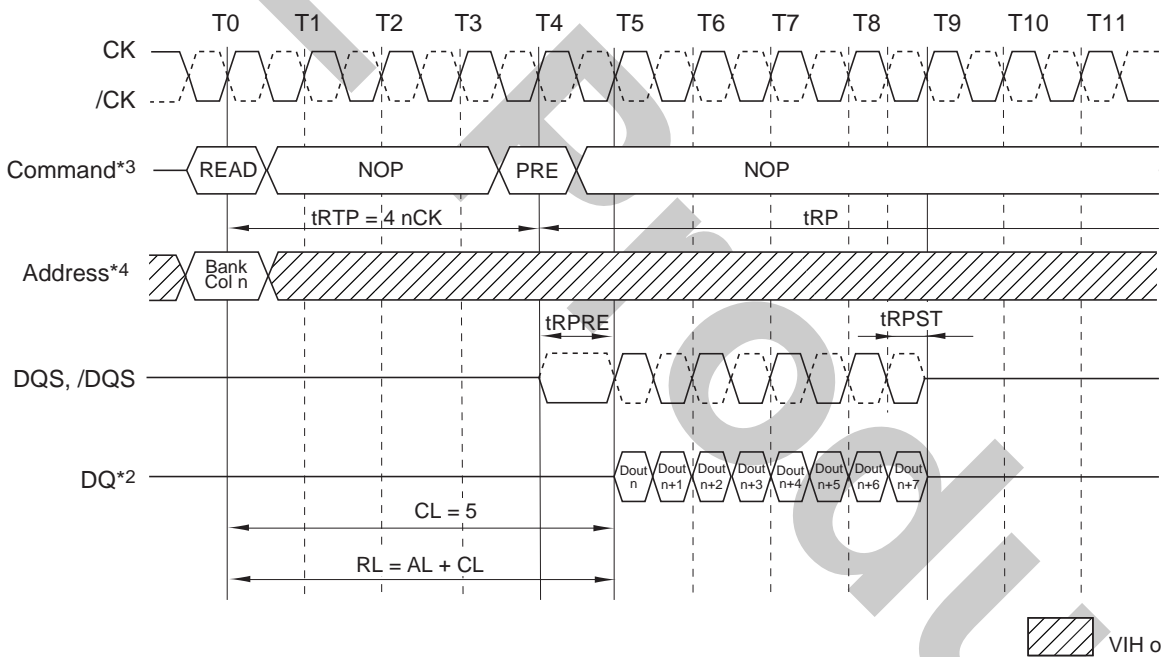 T0 T1 T2 T3 T4 T5 T6 T7 T8 T9 T10 T11
CK
/CK
Command*3 READ NOP PRE NOP
tRTP = 4 nCK tRP
Address*4 Bank
Col n
tRPRE tRPST
DQS, /DQS
DQ*2 Dout
n Dout
n+1 Dout
n+2 Dout
n+3 Dout
n+4 Dout
n+5 Dout
n+6 Dout
n+7
CL = 5
RL = AL + CL
VIH o